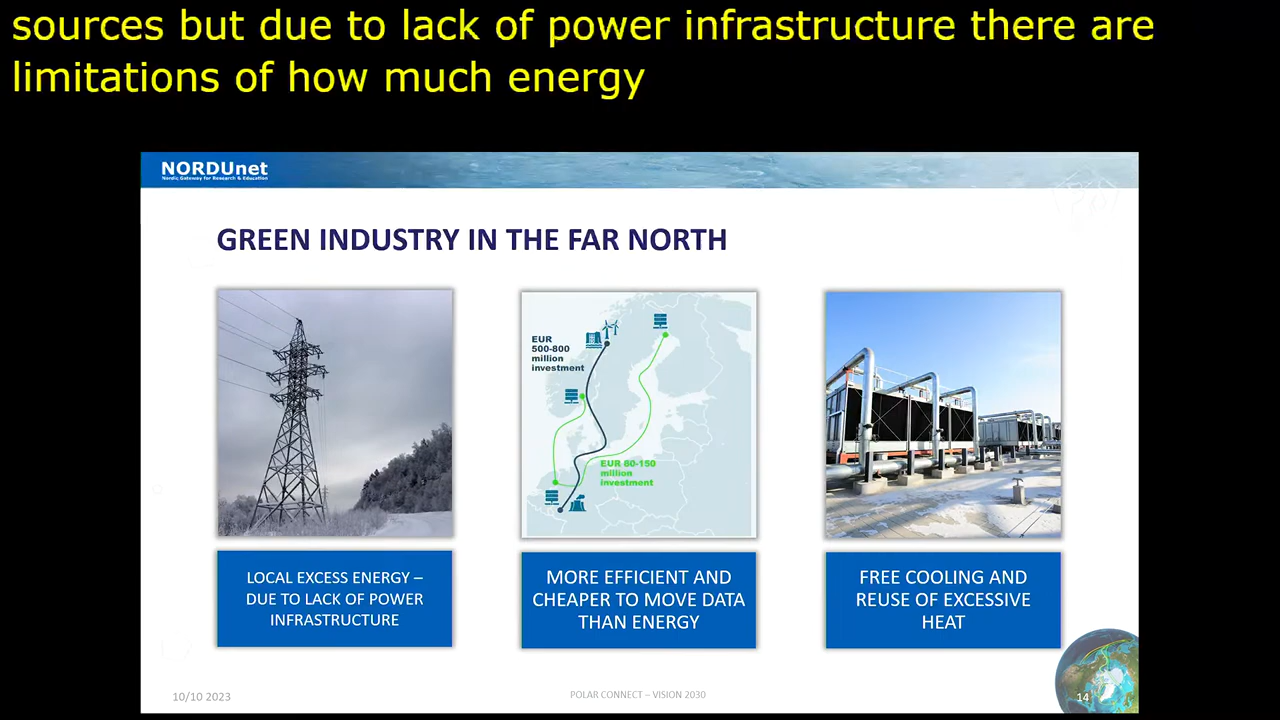 sources but due to lack of power infrastructure there are
limitations of how much energy
NORDUnet
Nordic Gateway for Research & Education
GREEN INDUSTRY IN THE FAR NORTH
EUR
500-800
million
investment
EUR 80-150
million
investment
LOCAL EXCESS ENERGY –
DUE TO LACK OF POWER
INFRASTRUCTURE
MORE EFFICIENT AND
CHEAPER TO MOVE DATA
THAN ENERGY
FREE COOLING AND
REUSE OF EXCESSIVE
HEAT
10/10 2023
POLAR CONNECT – VISION 2030
14